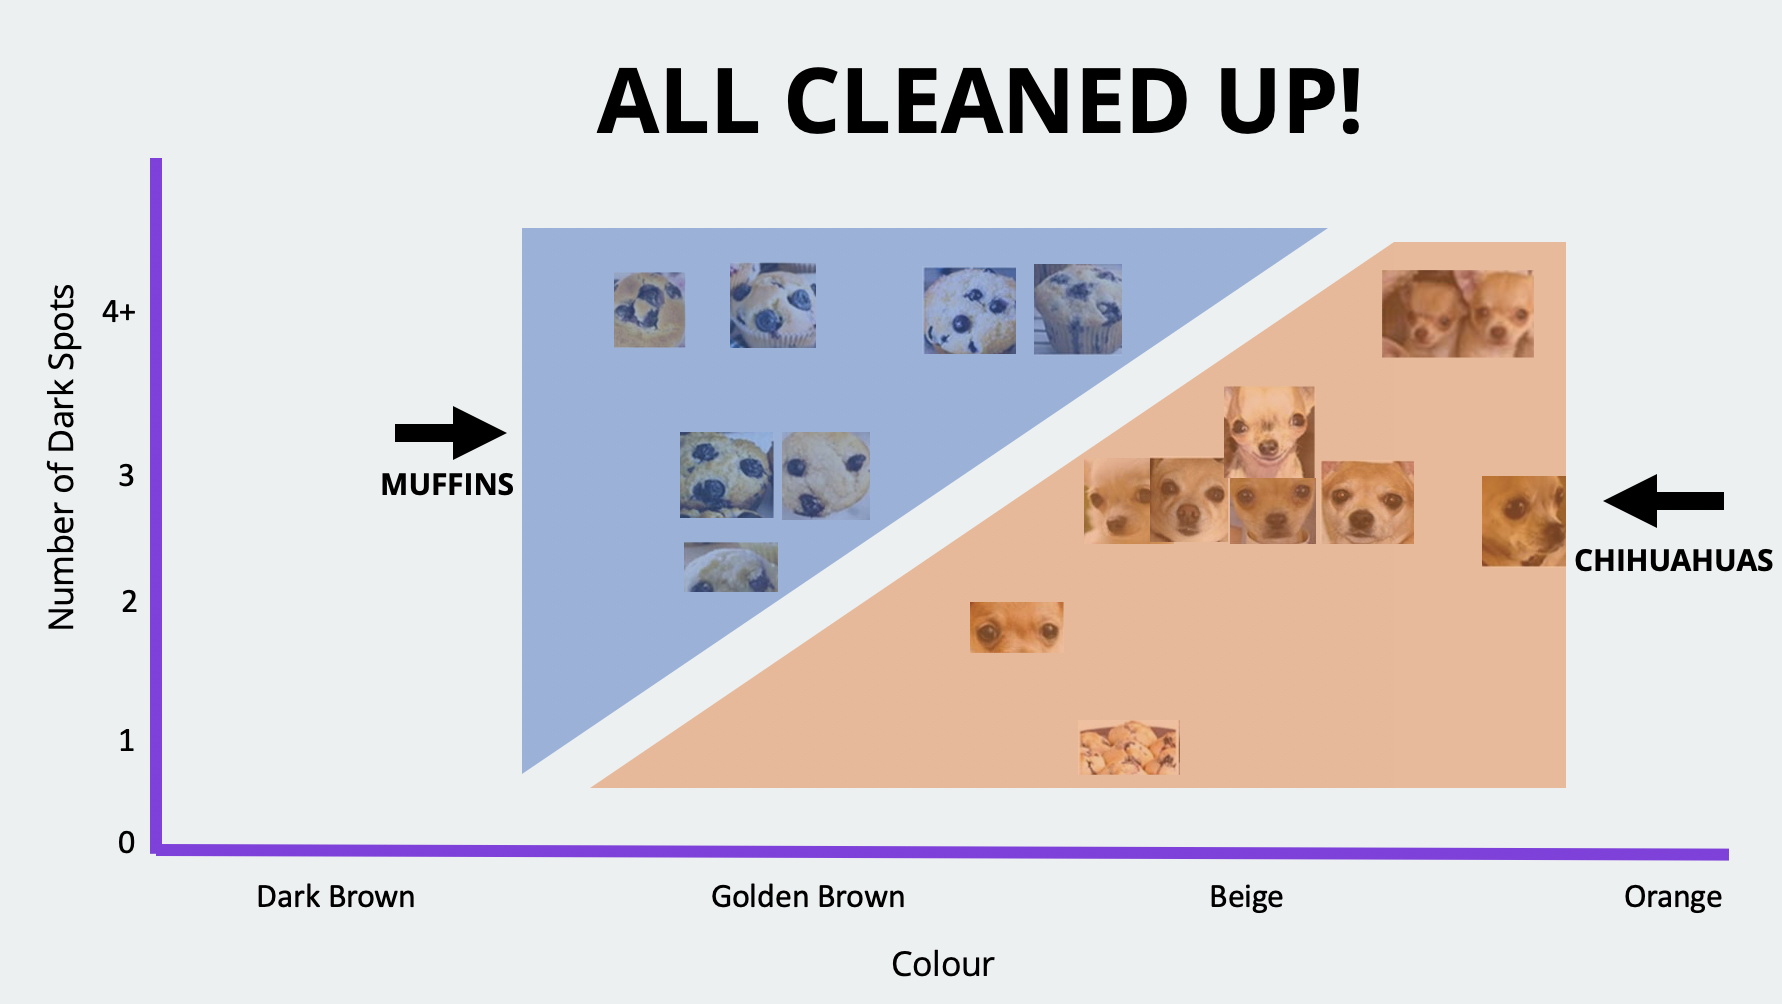 ALL CLEANED UP!
Number of Dark Spots
4+
3
2
1
0
MUFFINS
CHIHUAHUAS
Dark Brown
Golden Brown
Beige
Orange
Colour